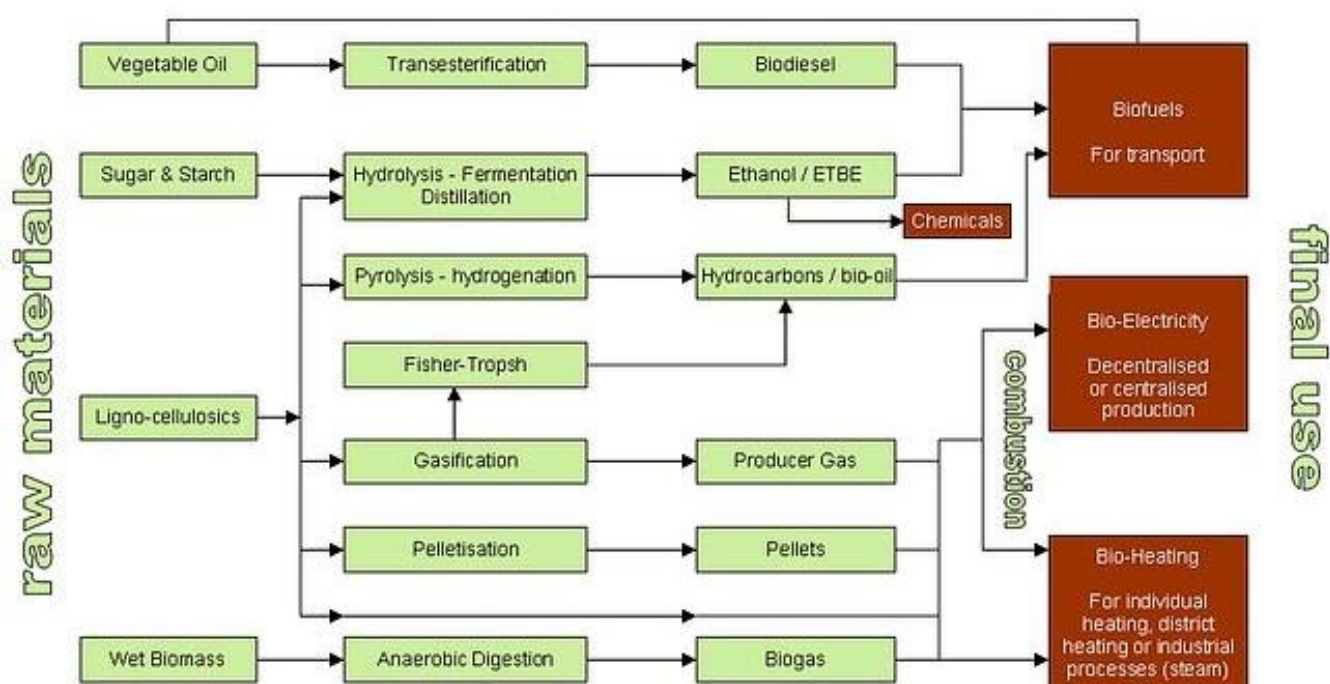 raw materials
Vegetable Oil
Transesterification
Biodiesel
Biofuels
For transport
Sugar & Starch
Hydrolysis - Fermentation
Distillation
Ethanol / ETBE
Chemicals
Pyrolysis - hydrogenation
Hydrocarbons / bio-oil
Fisher-Tropsh
Bio-Electricity
Decentralised
or centralised
production
Ligno-cellulosics
Gasification
Producer Gas
combustion
Pelletisation
Pellets
Bio-Heating
For individual
heating, district
heating or industrial
processes (steam)
Wet Biomass
Anaerobic Digestion
Biogas
final use